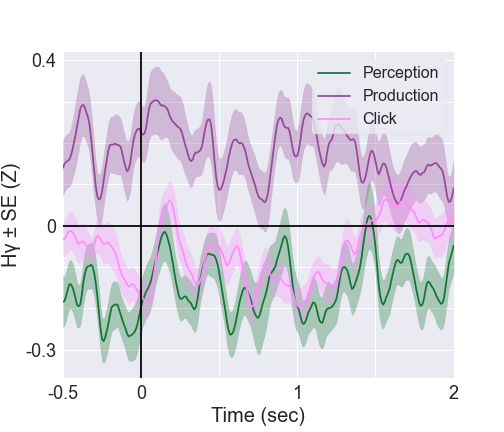 0.4
0
-0.3
Hγ ± SE (Z)
Perception
Production
Click
-0.5
0
1
2
Time (sec)